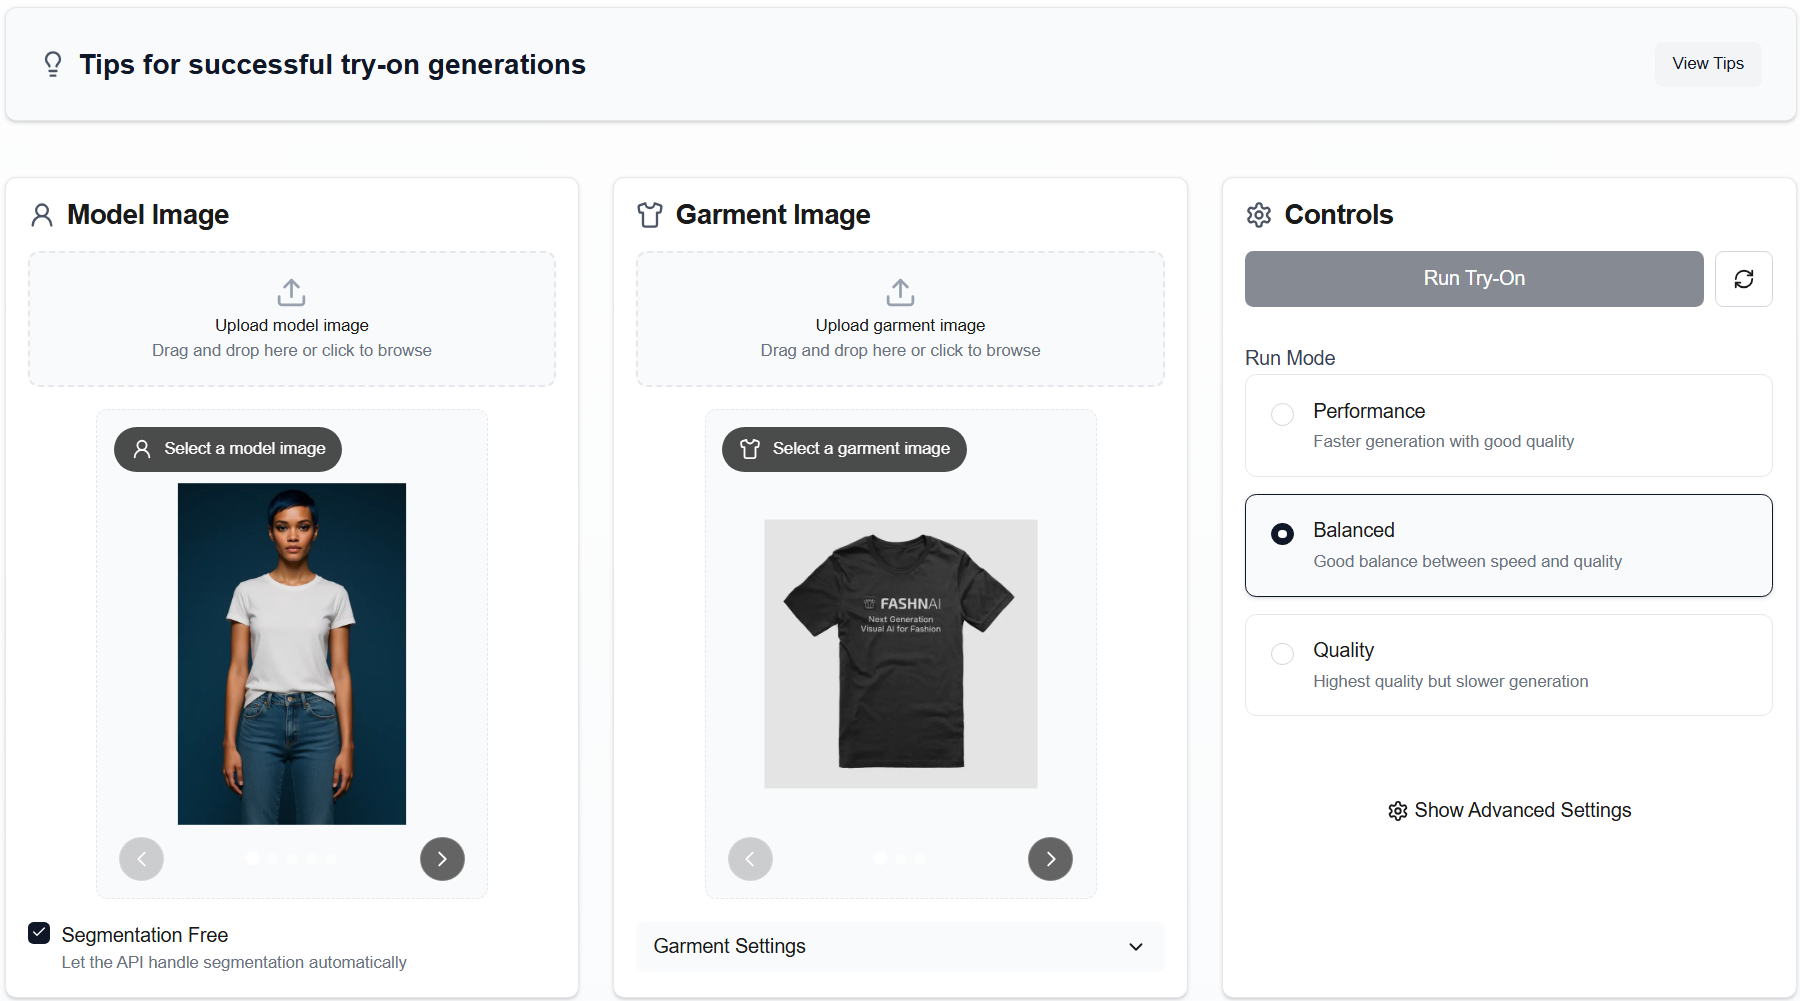 Tips for successful try-on generations
View Tips
Model Image
Upload model image
Drag and drop here or click to browse
Select a model image
Segmentation Free
Let the API handle segmentation automatically
Garment Image
Upload garment image
Drag and drop here or click to browse
Select a garment image
FASHNAI
Next Generation
Visual AI for Fashion
Garment Settings
Controls
Run Try-On
Run Mode
Performance
Faster generation with good quality
Balanced
Good balance between speed and quality
Quality
Highest quality but slower generation
Show Advanced Settings